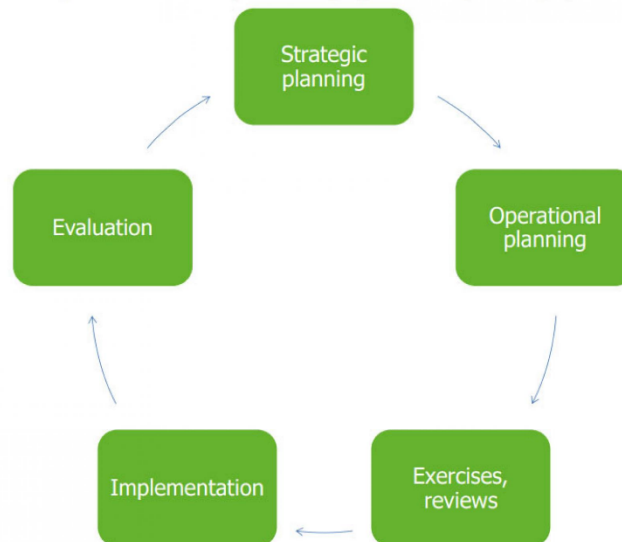 Strategic
planning
Operational
planning
Exercises,
reviews
Implementation
Evaluation